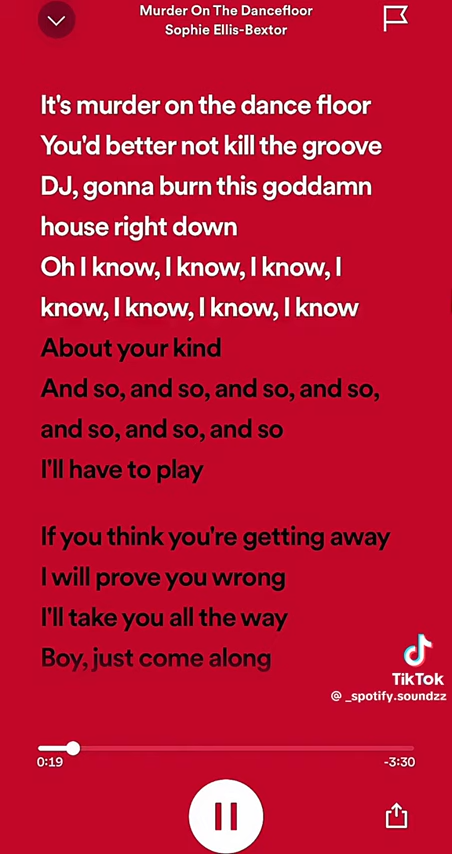 Murder On The Dancefloor
Sophie Ellis-Bextor
It's murder on the dance floor
You'd better not kill the groove
DJ, gonna burn this goddamn
house right down
Oh I know, I know, I know, I
know, I know, I know, I know
About your kind
And so, and so, and so, and so,
and so, and so, and so
I'll have to play
If you think you're getting away
I will prove you wrong
I'll take you all the way
Boy, just come along
TikTok
@ _spotify.soundzz
0:19
-3:30